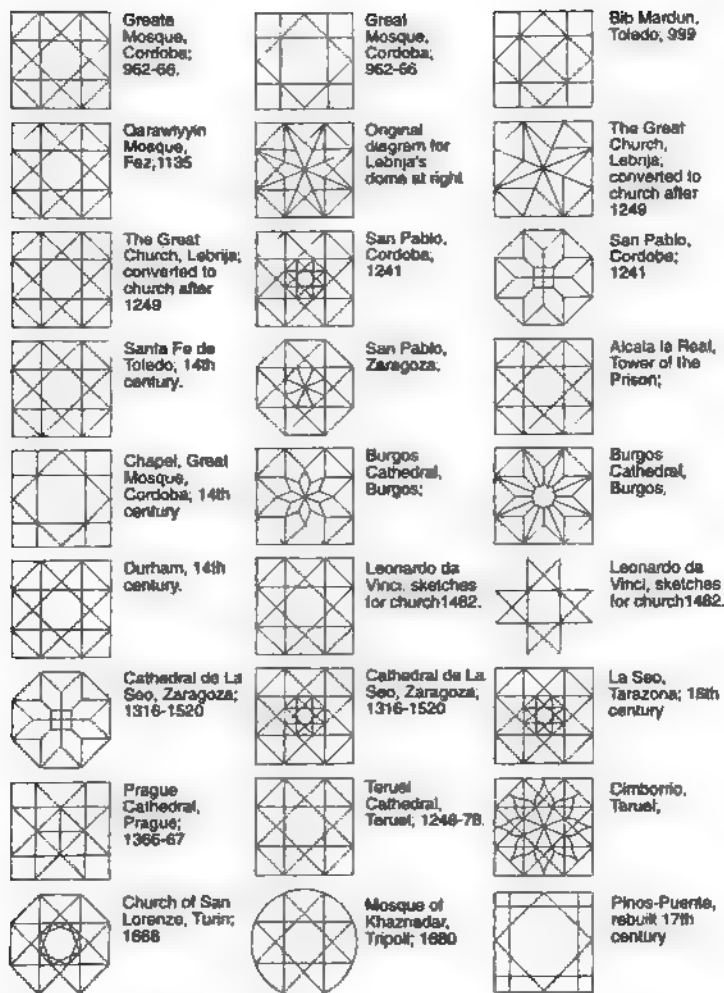 Greate
Mosque,
Cordoba;
962-66.
Great
Mosque,
Cordoba;
962-66
Bib Mardun,
Toledo; 999
Qarawiyyin
Mosque,
Fez,1135
Original
diagram for
Lebrija's
dome at right
The Great
Church,
Lebrija;
converted to
church after
1249
The Great
Church, Lebrija;
converted to
church after
1249
San Pablo,
Cordoba;
1241
San Pablo,
Cordoba;
1241
Santa Fe de
Toledo; 14th
century.
San Pablo,
Zaragoza;
Alcala la Real,
Tower of the
Prison;
Chapel, Great
Mosque,
Cordoba; 14th
century
Burgos
Cathedral,
Burgos;
Burgos
Cathedral,
Burgos,
Durham, 14th
century.
Leonardo da
Vinci, sketches
for church1482.
Leonardo da
Vinci, sketches
for church1482.
Cathedral de La
Seo, Zaragoza;
1316-1520
Cathedral de La
Seo, Zaragoza;
1316-1520
La Seo,
Tarazona; 16th
century
Prague
Cathedral,
Prague;
1366-67
Teruel
Cathedral,
Teruel; 1248-78.
Cimborrio,
Teruel,
Church of San
Lorenzo, Turin;
1668
Mosque of
Khaznadar,
Tripoli; 1680
Pinos-Puente,
rebuilt 17th
century